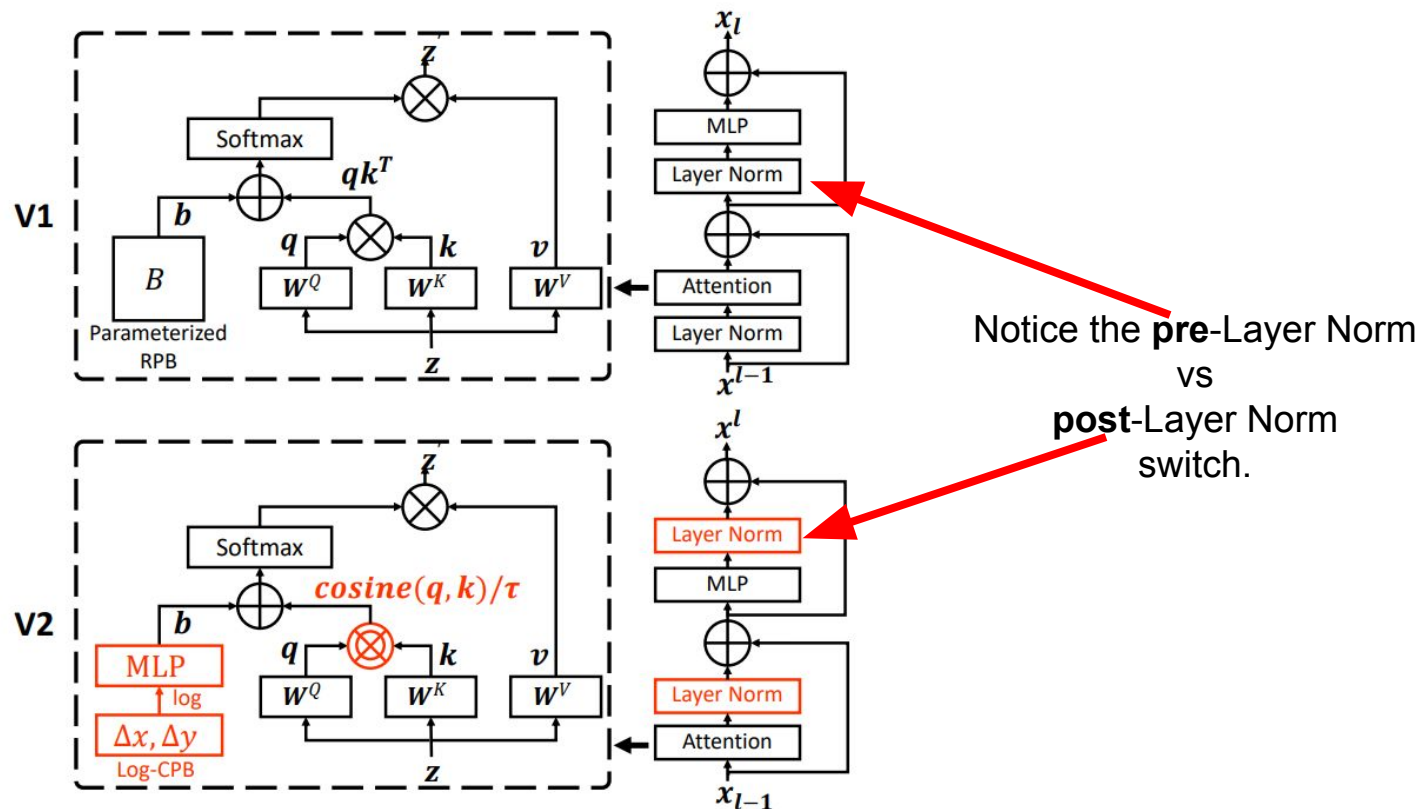 V1
z'
Softmax
qk^T
b
q
k
v
B
W^Q
W^K
W^V
Parameterized
RPB
z
x_l
MLP
Layer Norm
Attention
Layer Norm
x^{l-1}
Notice the pre-Layer Norm
vs
post-Layer Norm
switch.
V2
z'
Softmax
cosine(q, k)/τ
b
q
k
v
MLP
log
W^Q
W^K
W^V
Δx, Δy
Log-CPB
z
x^l
Layer Norm
MLP
Layer Norm
Attention
x_{l-1}